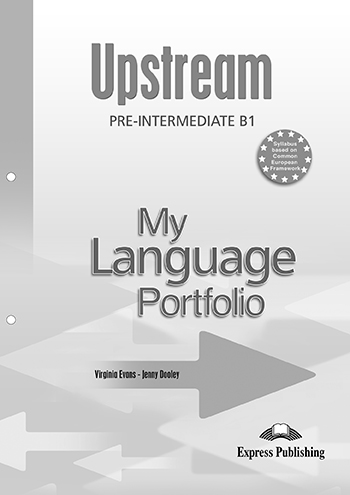 Upstream
PRE-INTERMEDIATE B1
Syllabus
based on
Common
European
Framework
My
Language
Portfolio
Virginia Evans - Jenny Dooley
Express Publishing